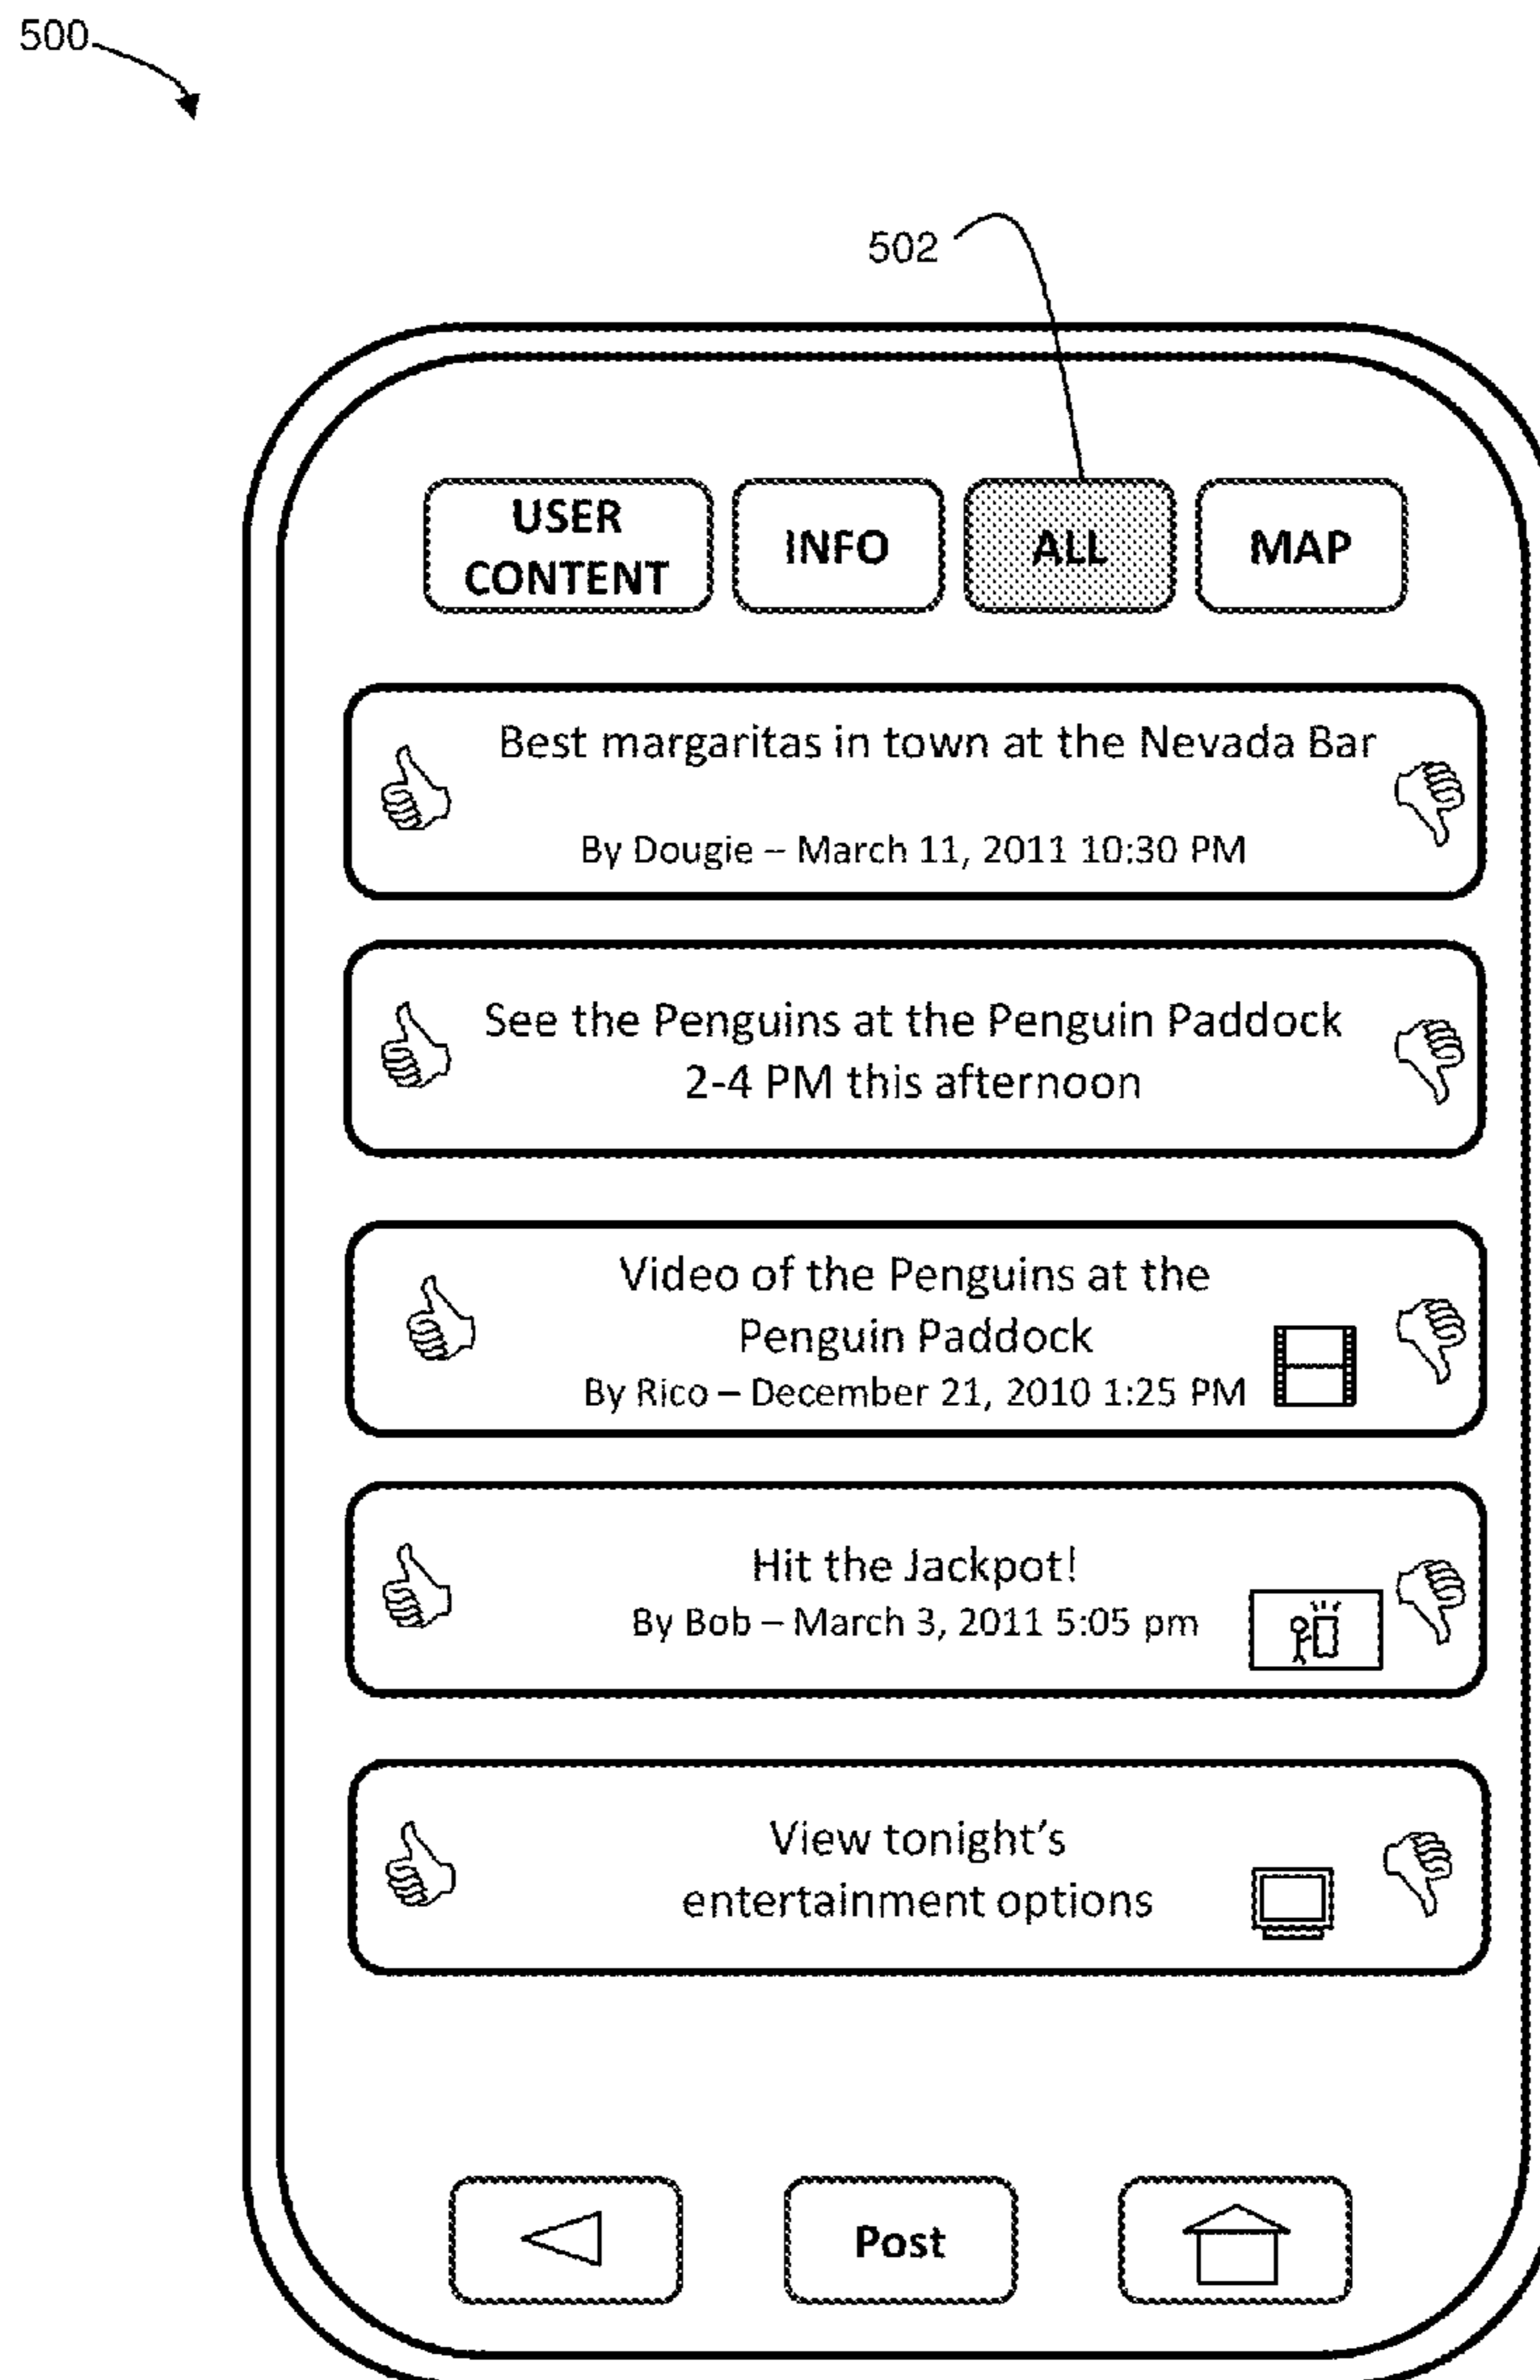 500
502
USER
CONTENT
INFO
ALL
MAP
Best margaritas in town at the Nevada Bar
By Dougie – March 11, 2011 10:30 PM
See the Penguins at the Penguin Paddock
2-4 PM this afternoon
Video of the Penguins at the
Penguin Paddock
By Rico – December 21, 2010 1:25 PM
Hit the Jackpot!
By Bob – March 3, 2011 5:05 pm
View tonight's
entertainment options
Post